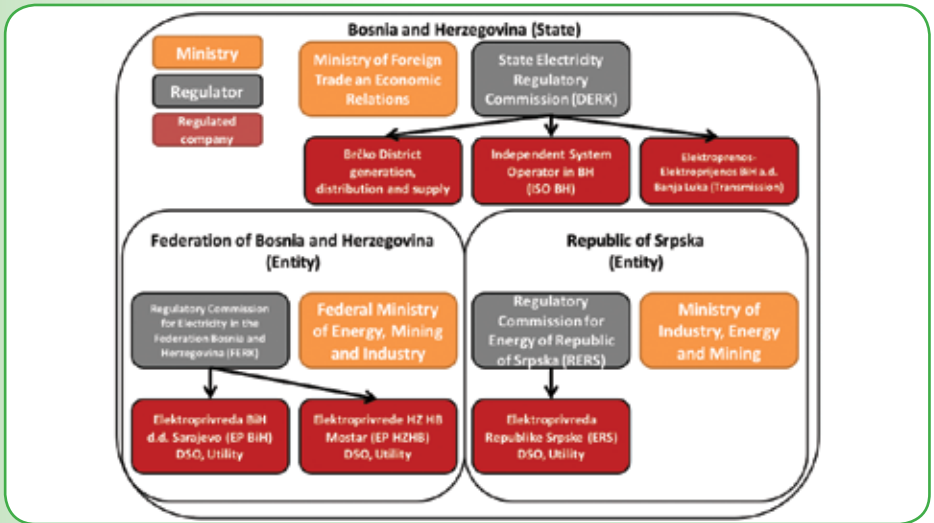 Bosnia and Herzegovina (State)
Ministry
Regulator
Regulated
company
Ministry of Foreign
Trade an Economic
Relations
State Electricity
Regulatory
Commission (DERK)
Brčko District
generation,
distribution and supply
Independent System
Operator in BH
(ISO BH)
Elektroprenos-
Elektroprijenos BiH a.d.
Banja Luka (Transmission)
Federation of Bosnia and Herzegovina
(Entity)
Regulatory Commission
for Electricity in the
Federation Bosnia and
Herzegovina (FERK)
Federal Ministry
of Energy, Mining
and Industry
Elektroprivreda BiH
d.d. Sarajevo (EP BiH)
DSO, Utility
Elektroprivrede HZ HB
Mostar (EP HZHB)
DSO, Utility
Republic of Srpska
(Entity)
Regulatory
Commission for
Energy of Republic
of Srpska (RERS)
Ministry of
Industry, Energy
and Mining
Elektroprivreda
Republike Srpske (ERS)
DSO, Utility